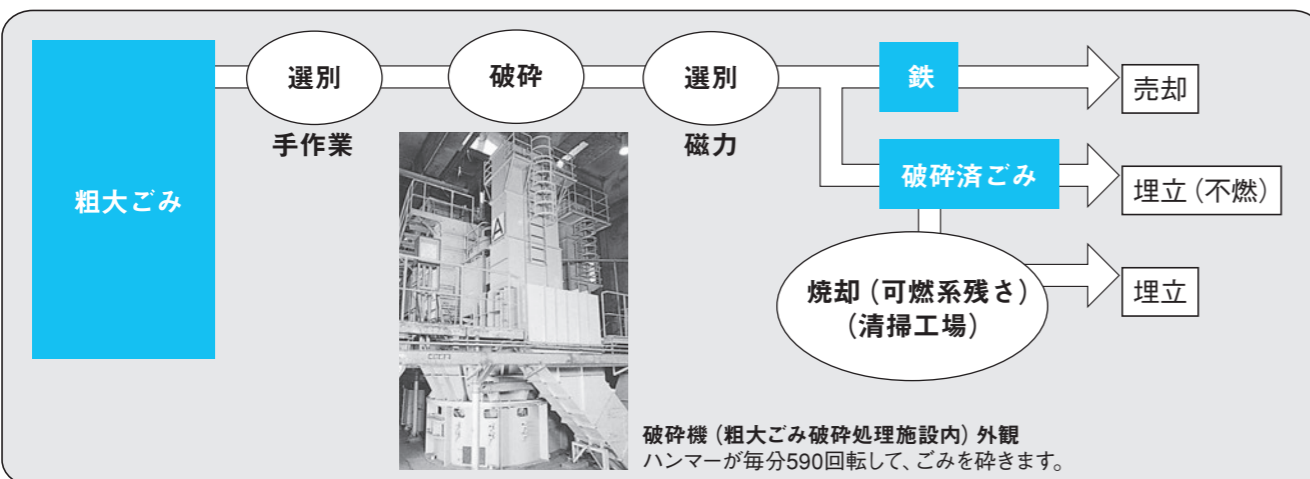 粗大ごみ
選別
手作業
破砕
選別
磁力
鉄
売却
破砕済ごみ
埋立（不燃）
焼却（可燃系残さ）
（清掃工場）
埋立
A
破砕機（粗大ごみ破砕処理施設内）外観
ハンマーが毎分590回転して、ごみを砕きます。